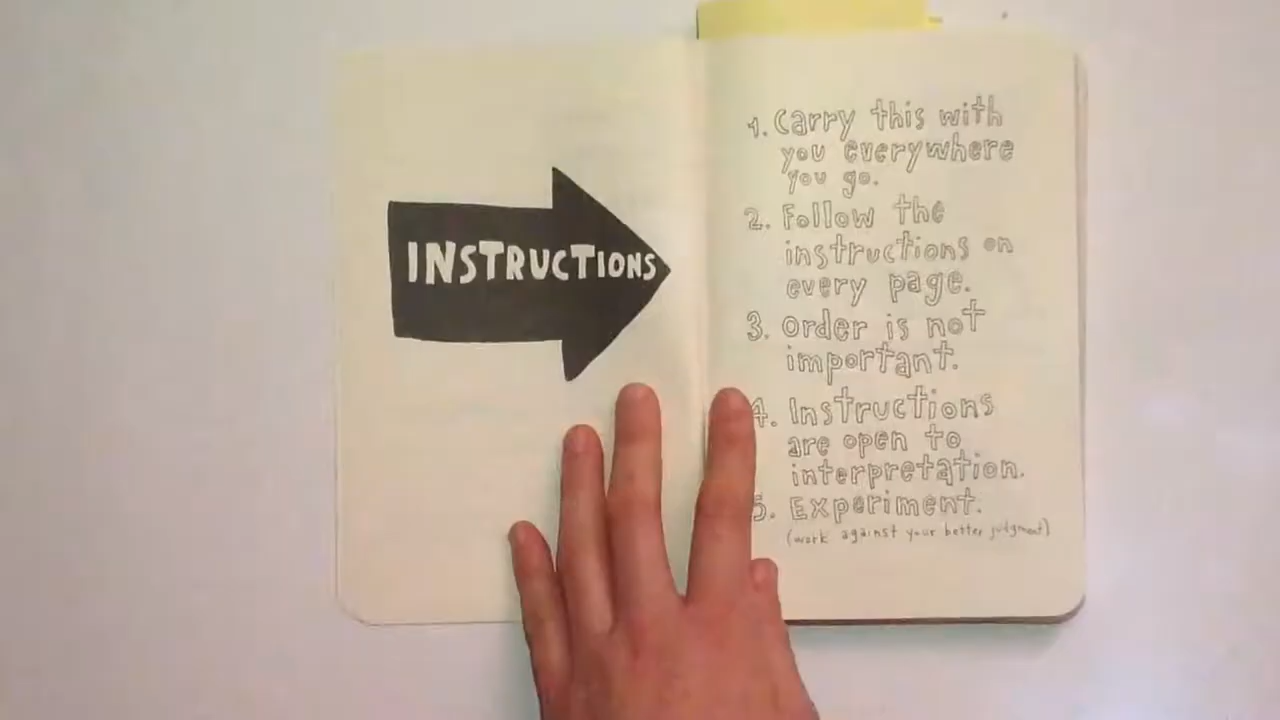 INSTRUCTIONS
1. Carry this with
you everywhere
you go.
2. Follow the
instructions on
every page.
3. Order is not
important.
4. Instructions
are open to
interpretation.
5. Experiment.
(work against your better judgment)